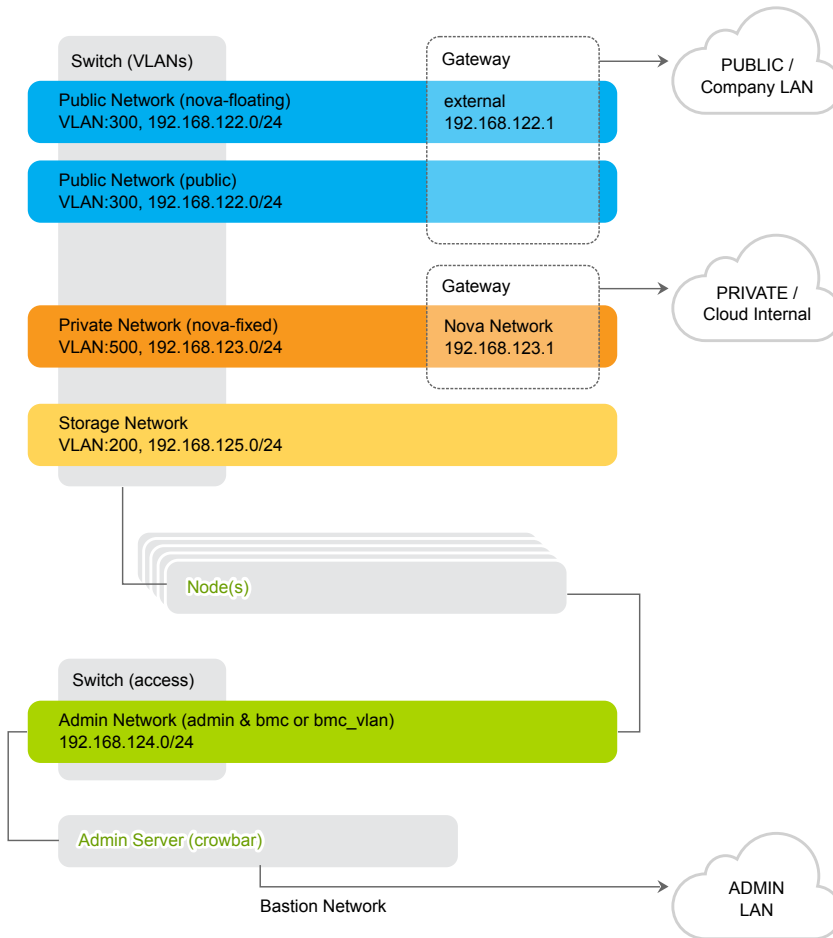 Switch (VLANs)
Gateway
PUBLIC /
Company LAN
Public Network (nova-floating)
VLAN:300, 192.168.122.0/24
external
192.168.122.1
Public Network (public)
VLAN:300, 192.168.122.0/24
Gateway
PRIVATE /
Cloud Internal
Private Network (nova-fixed)
VLAN:500, 192.168.123.0/24
Nova Network
192.168.123.1
Storage Network
VLAN:200, 192.168.125.0/24
Node(s)
Switch (access)
Admin Network (admin & bmc or bmc_vlan)
192.168.124.0/24
Admin Server (crowbar)
Bastion Network
ADMIN
LAN